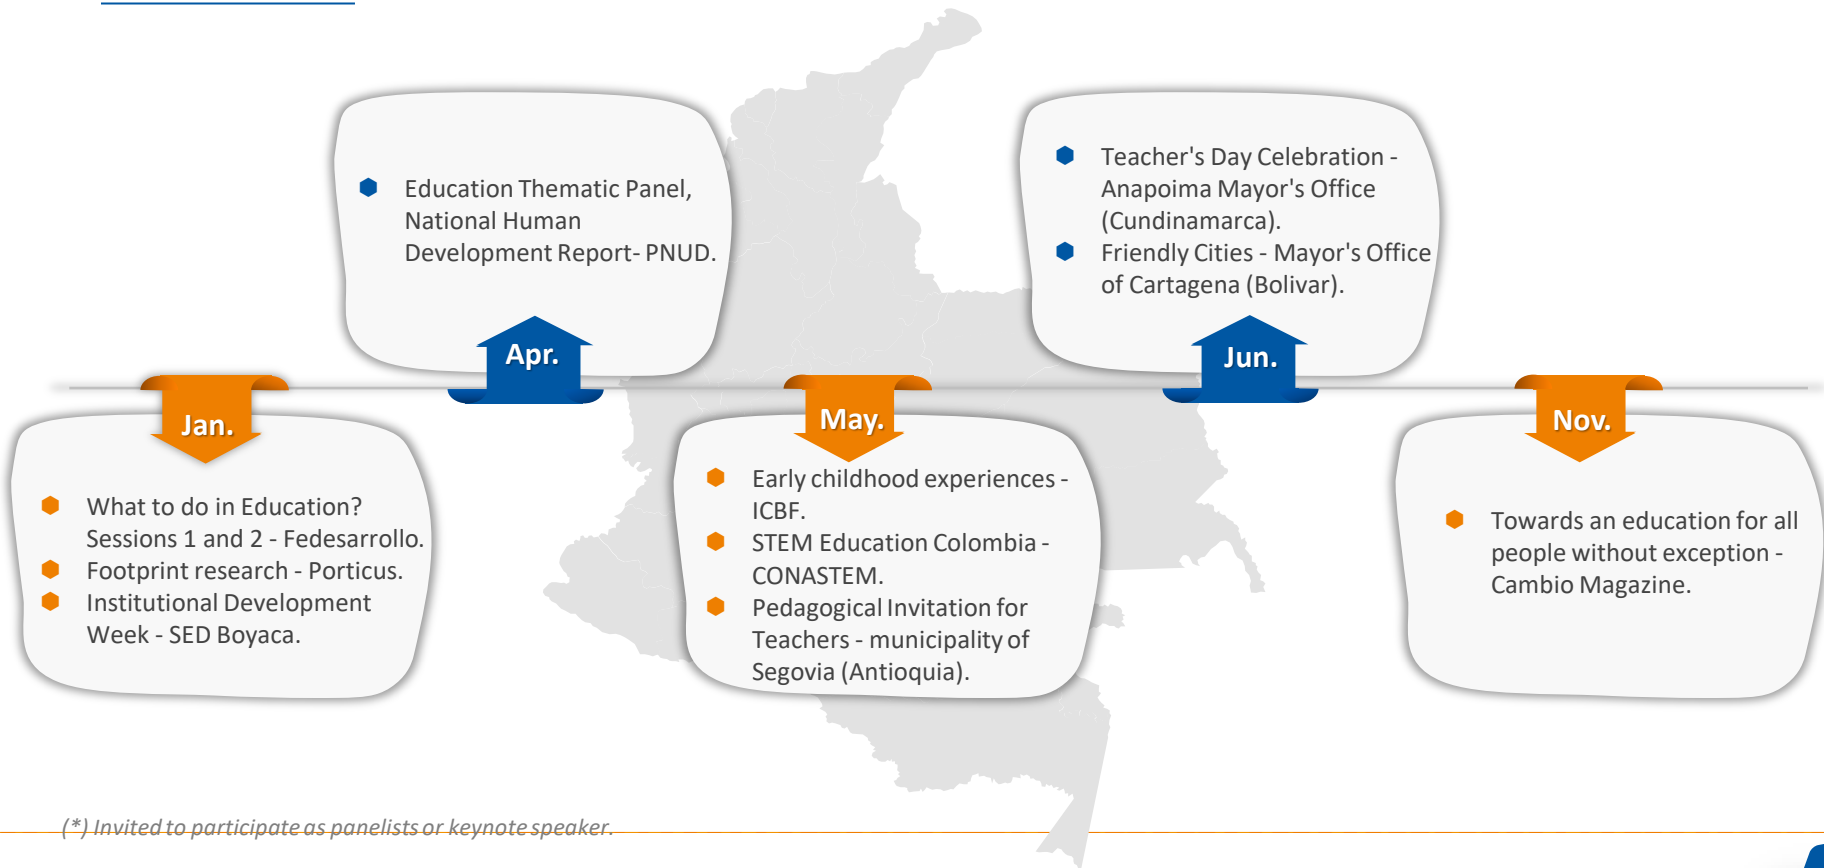 Jan.
What to do in Education?
Sessions 1 and 2 - Fedesarrollo.
Footprint research - Porticus.
Institutional Development
Week - SED Boyaca.
Education Thematic Panel,
National Human
Development Report- PNUD.
Apr.
May.
Early childhood experiences -
ICBF.
STEM Education Colombia -
CONASTEM.
Pedagogical Invitation for
Teachers - municipality of
Segovia (Antioquia).
Teacher's Day Celebration -
Anapoima Mayor's Office
(Cundinamarca).
Friendly Cities - Mayor's Office
of Cartagena (Bolivar).
Jun.
Nov.
Towards an education for all
people without exception -
Cambio Magazine.
(*) Invited to participate as panelists or keynote speaker.